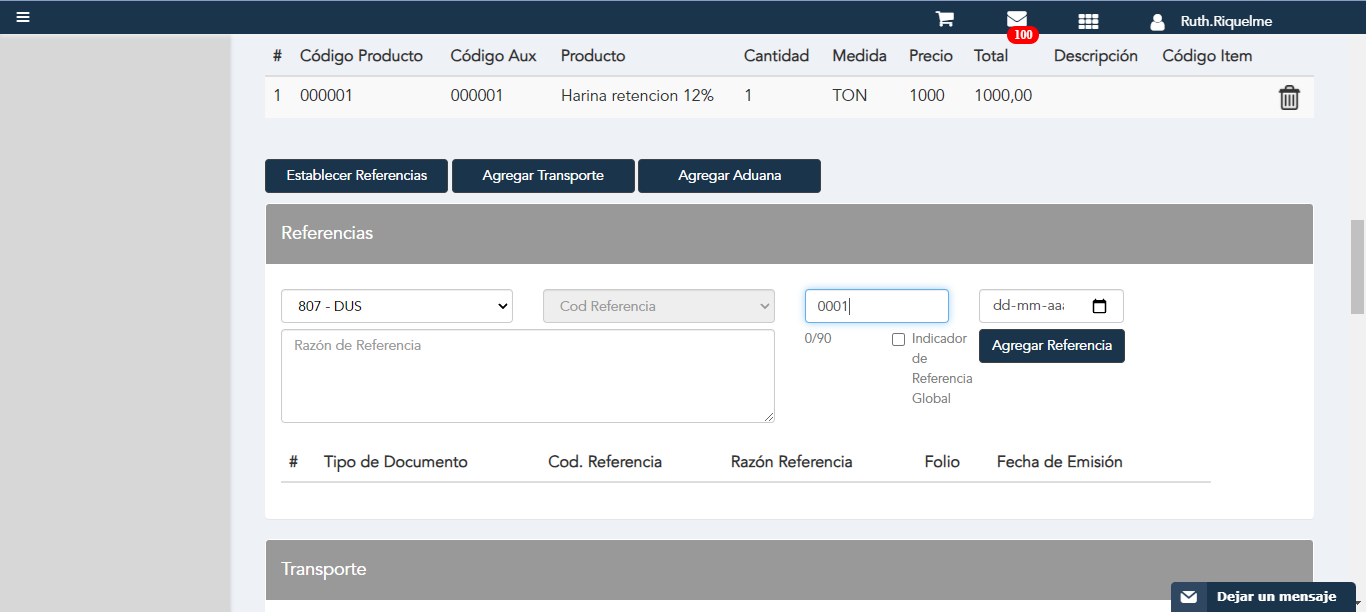 Ruth.Riquelme
100
# Código Producto Código Aux Producto Cantidad Medida Precio Total Descripción Código Item
1 000001 000001 Harina retencion 12% 1 TON 1000 1000,00
Establecer Referencias Agregar Transporte Agregar Aduana
Referencias
807 - DUS Cod Referencia 0001 dd-mm-aaa
Razón de Referencia 0/90 Indicador de Referencia Global Agregar Referencia
# Tipo de Documento Cod. Referencia Razón Referencia Folio Fecha de Emisión
Transporte
Dejar un mensaje